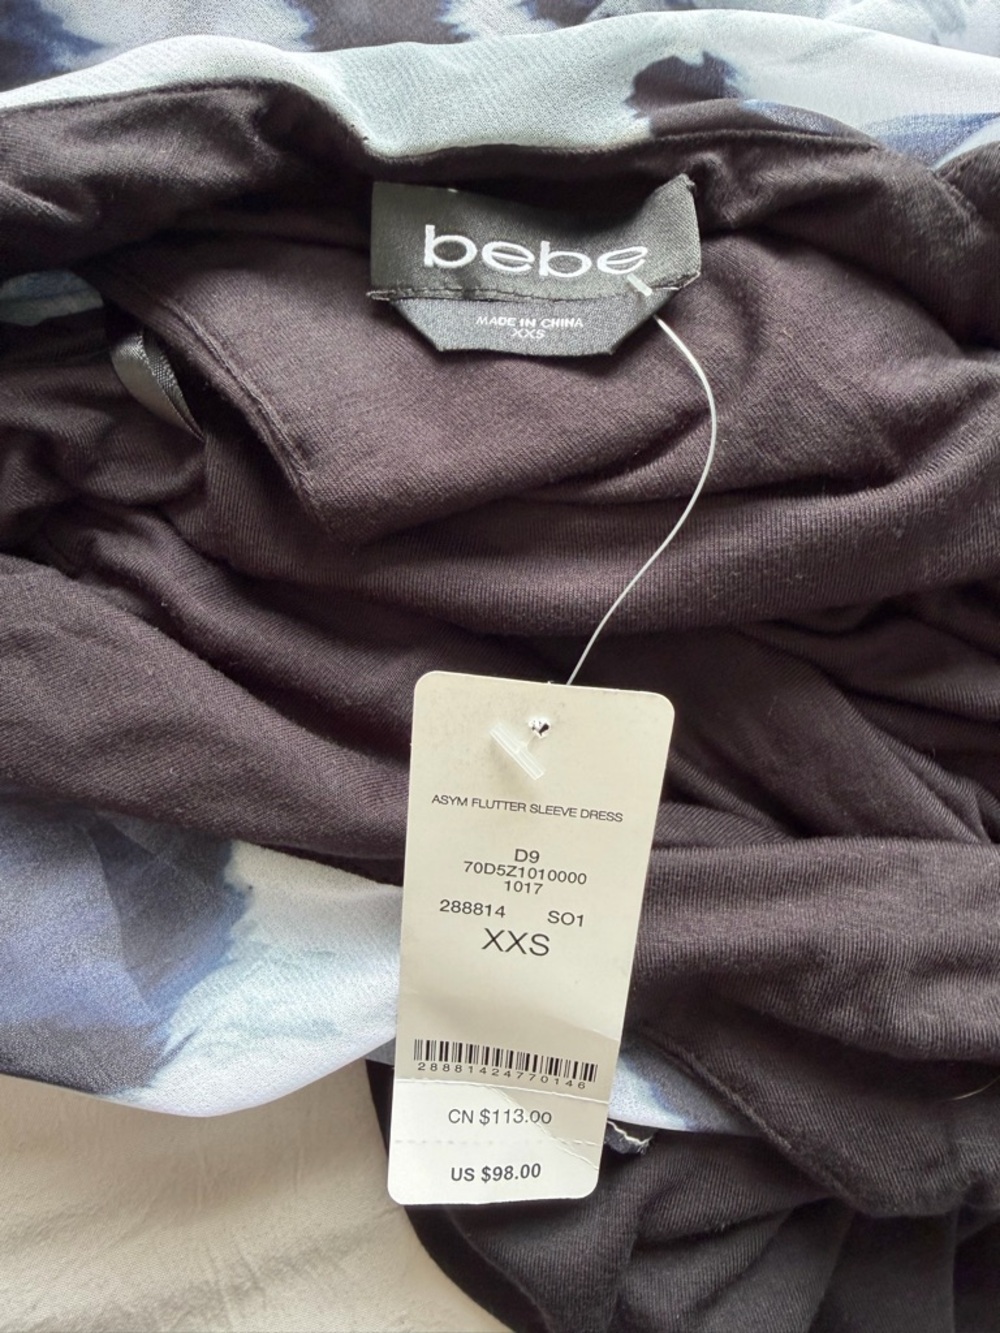 bebe
MADE IN CHINA
XXS
ASYM FLUTTER SLEEVE DRESS
D9
70D5Z1010000
1017
288814 SO1
XXS
28881424770146
CN $113.00
US $98.00